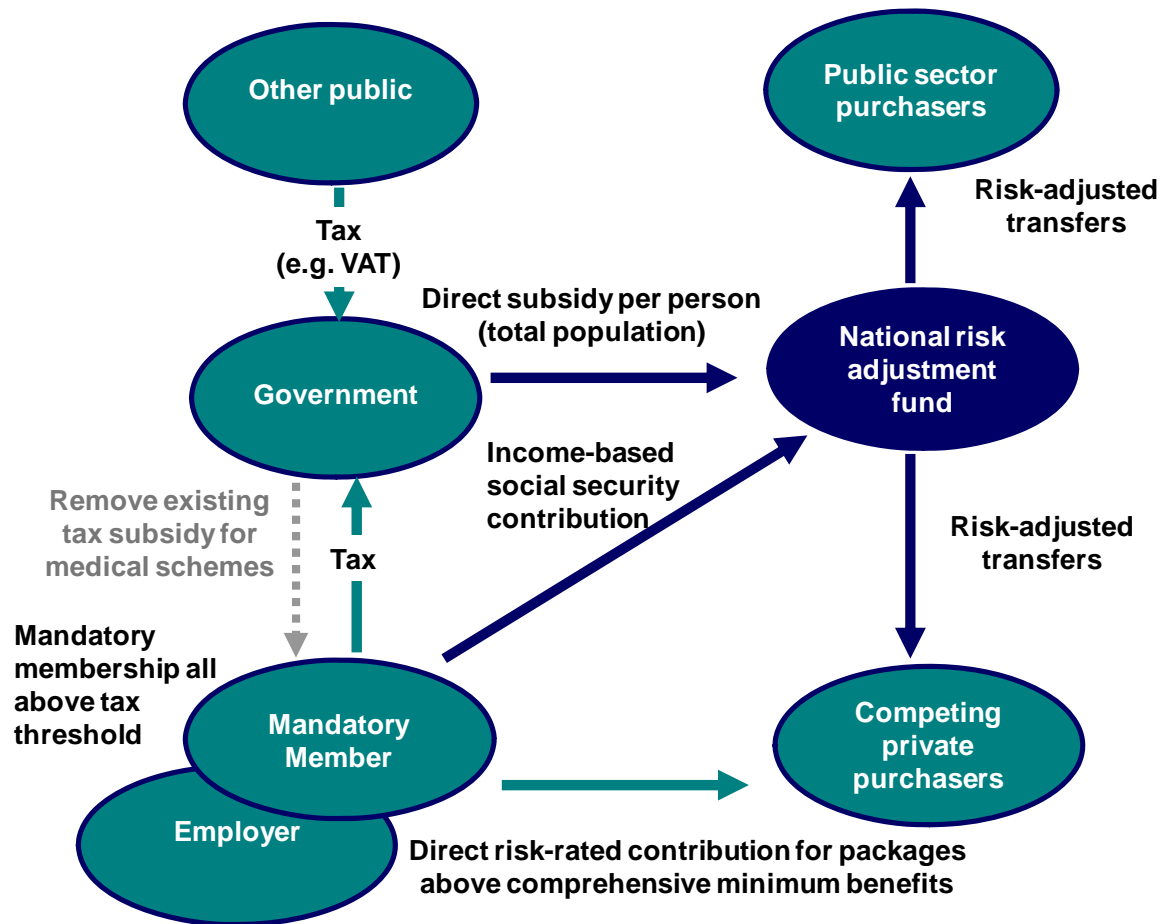 Other public
Public sector
purchasers
Tax
(e.g. VAT)
Risk-adjusted
transfers
Direct subsidy per person
(total population)
Government
National risk
adjustment
fund
Income-based
social security
contribution
Remove existing
tax subsidy for
medical schemes
Tax
Risk-adjusted
transfers
Mandatory
membership all
above tax
threshold
Mandatory
Member
Competing
private
purchasers
Employer
Direct risk-rated contribution for packages
above comprehensive minimum benefits